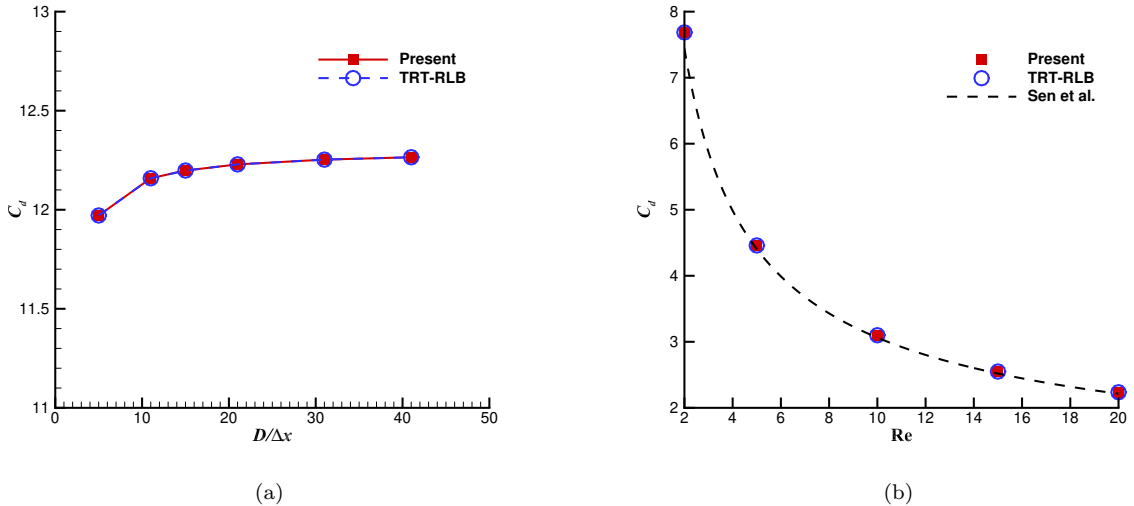 13
12.5
12
11.5
11
C_d
0 10 20 30 40 50
D/Δx
Present
TRT-RLB
(a)
8
7
6
5
4
3
2
C_d
2 4 6 8 10 12 14 16 18 20
Re
Present
TRT-RLB
Sen et al.
(b)